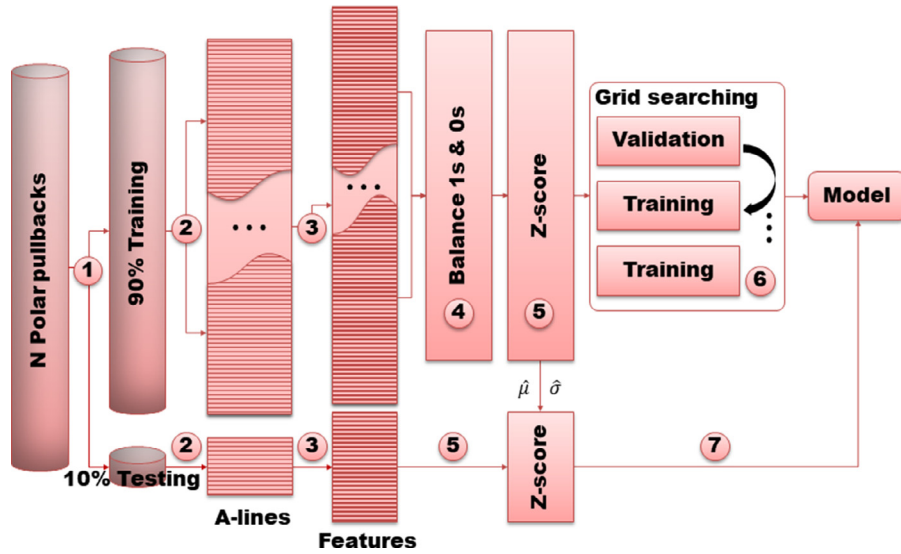 N Polar pullbacks
1
90% Training
2
A-lines
3
Features
Balance 1s & 0s
4
Z-score
5
Grid searching
Validation
Training
Training
6
Model
μ̂ σ̂
10% Testing
2
3
5
Z-score
7